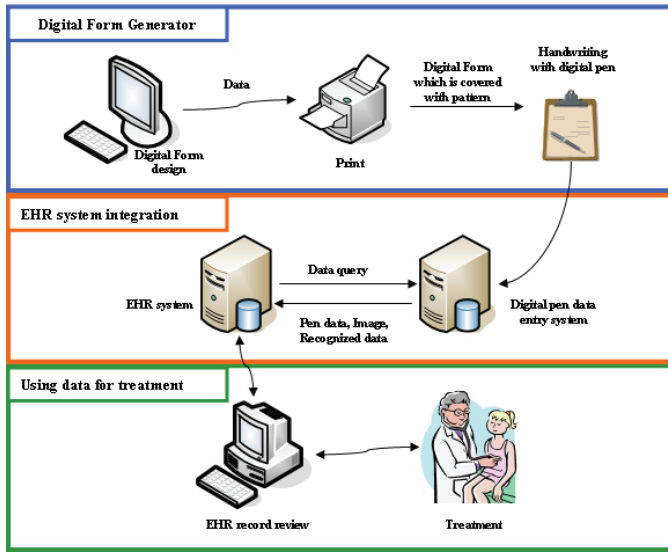 Digital Form Generator
Digital Form design
Data
Print
Digital Form
which is covered
with pattern
Handwriting
with digital pen
EHR system integration
EHR system
Data query
Pen data, Image,
Recognized data
Digital pen data
entry system
Using data for treatment
EHR record review
Treatment